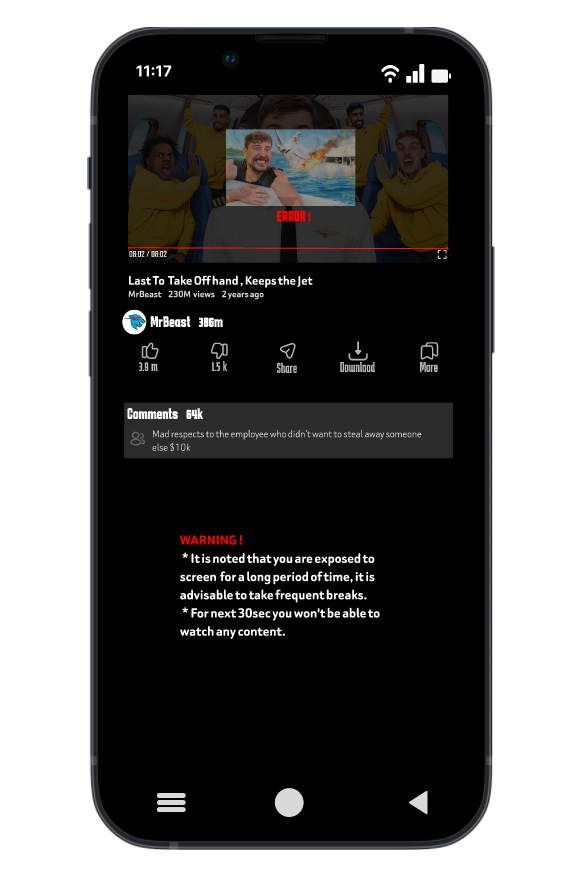 11:17
ERROR !
08:02 / 08:02
Last To Take Off hand , Keeps the Jet
MrBeast 230M views 2 years ago
MrBeast 386m
3.9 m 1.5 k Share Download More
Comments 64k
Mad respects to the employee who didn't want to steal away someone
else $10k
WARNING !
* It is noted that you are exposed to
screen for a long period of time, it is
advisable to take frequent breaks.
* For next 30sec you won't be able to
watch any content.